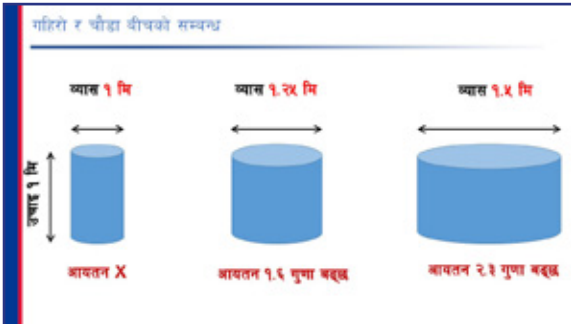 गहिरो र चौडा बीचको सम्बन्ध
व्यास १ मि
व्यास १.२५ मि
व्यास १.५ मि
उचाइ १ मि
आयतन X
आयतन १.६ गुणा बढ्छ
आयतन २.३ गुणा बढ्छ